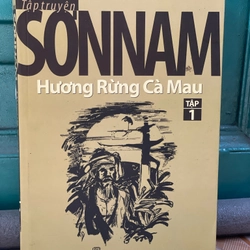 Tập truyện
SƠN NAM
Hương Rừng Cà Mau
TẬP
1